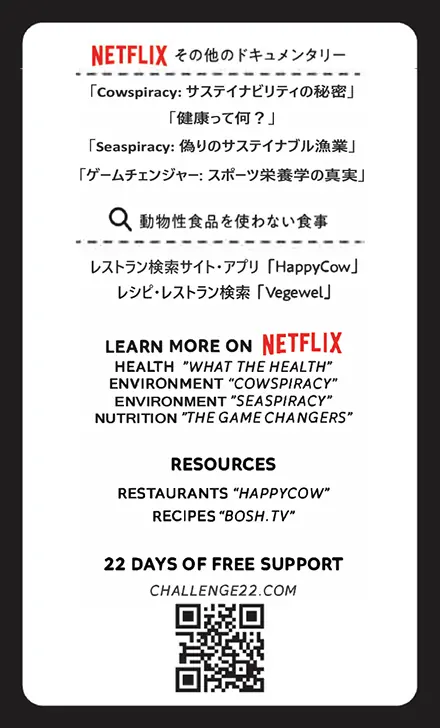 NETFLIX その他のドキュメンタリー
「Cowspiracy: サステイナビリティの秘密」
「健康って何？」
「Seaspiracy: 偽りのサステイナブル漁業」
「ゲームチェンジャー: スポーツ栄養学の真実」
動物性食品を使わない食事
レストラン検索サイト・アプリ「HappyCow」
レシピ・レストラン検索「Vegewel」
LEARN MORE ON NETFLIX
HEALTH "WHAT THE HEALTH"
ENVIRONMENT “COWSPIRACY”
ENVIRONMENT “SEASPIRACY”
NUTRITION "THE GAME CHANGERS”
RESOURCES
RESTAURANTS “HAPPYCOW”
RECIPES “BOSH.TV”
22 DAYS OF FREE SUPPORT
CHALLENGE22.COM